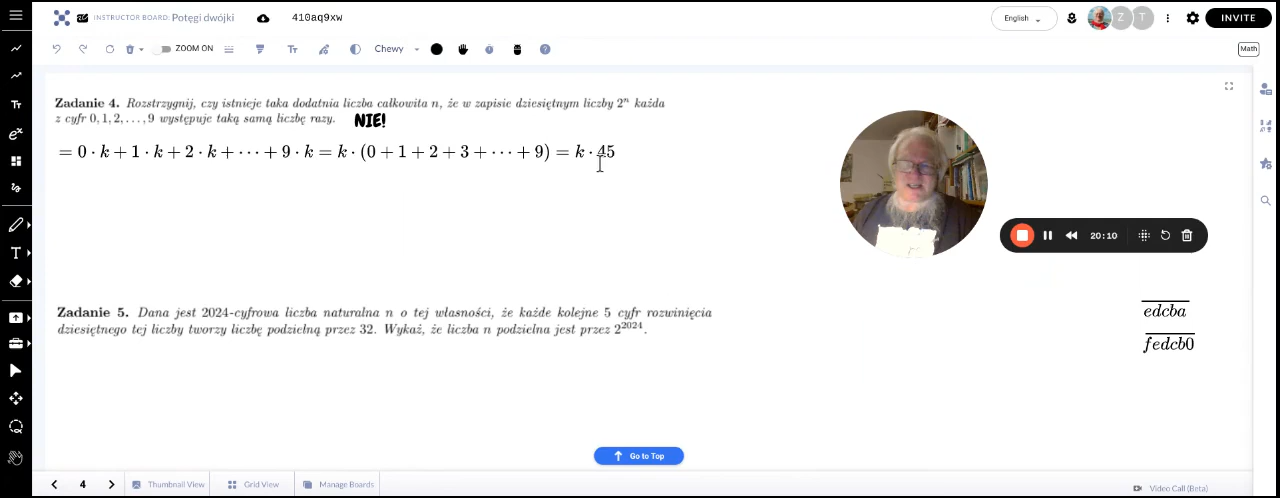 INSTRUCTOR BOARD: Potęgi dwójki
410aq9xw
English
Z
T
INVITE
ZOOM ON
Chewy
Math
Zadanie 4. Rozstrzygnij, czy istnieje taka dodatnia liczba całkowita n, że w zapisie dziesiętnym liczby 2ⁿ każda
z cyfr 0, 1, 2, . . . , 9 występuje taką samą liczbę razy. NIE!
= 0 · k + 1 · k + 2 · k + · · · + 9 · k = k · (0 + 1 + 2 + 3 + · · · + 9) = k · 45
20:10
Zadanie 5. Dana jest 2024-cyfrowa liczba naturalna n o tej własności, że każde kolejne 5 cyfr rozwinięcia
dziesiętnego tej liczby tworzy liczbę podzielną przez 32. Wykaż, że liczba n podzielna jest przez 2²⁰²⁴.
edcba
fedcb0
Go to Top
4
Thumbnail View
Grid View
Manage Boards
Video Call (Beta)